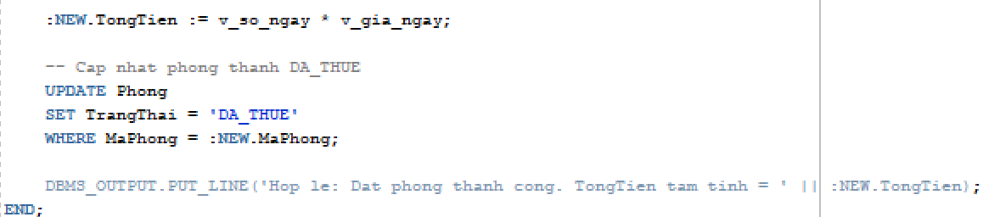 :NEW.TongTien := v_so_ngay * v_gia_ngay;
-- Cap nhat phong thanh DA_THUE
UPDATE Phong
SET TrangThai = 'DA_THUE'
WHERE MaPhong = :NEW.MaPhong;
DBMS_OUTPUT.PUT_LINE('Hop le: Dat phong thanh cong. TongTien tam tinh = ' || :NEW.TongTien);
END;